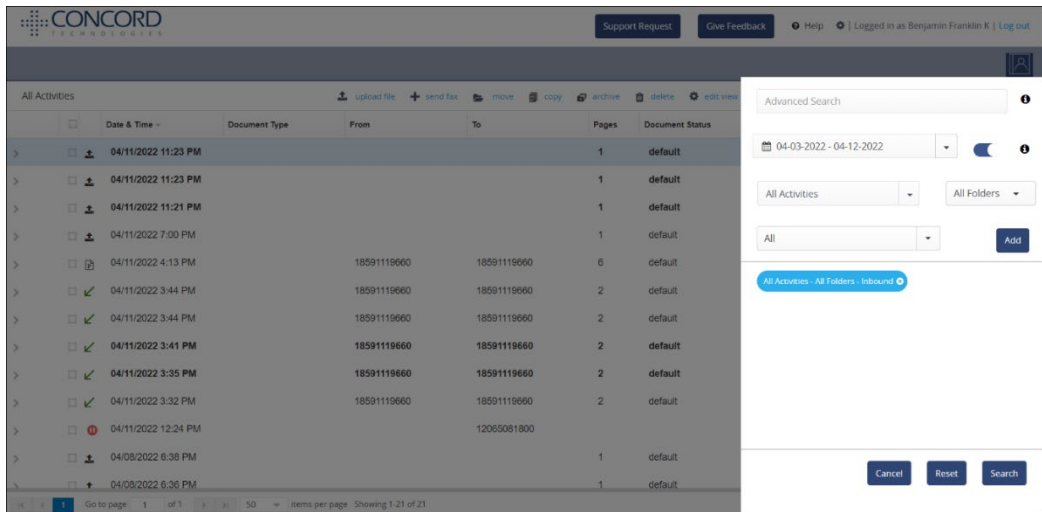 CONCORD
TECHNOLOGIES
Support Request Give Feedback Help | Logged in as Benjamin Franklin K | Log out
All Activities upload file send fax move copy archive delete edit view
Date & Time Document Type From To Pages Document Status
04/11/2022 11:23 PM 1 default
04/11/2022 11:23 PM 1 default
04/11/2022 11:21 PM 1 default
04/11/2022 7:00 PM 1 default
04/11/2022 4:13 PM 18591119660 18591119660 6 default
04/11/2022 3:44 PM 18591119660 18591119660 2 default
04/11/2022 3:44 PM 18591119660 18591119660 2 default
04/11/2022 3:41 PM 18591119660 18591119660 2 default
04/11/2022 3:35 PM 18591119660 18591119660 2 default
04/11/2022 3:32 PM 18591119660 18591119660 2 default
04/11/2022 12:24 PM 12065081800
04/08/2022 6:38 PM 1 default
04/08/2022 6:36 PM 1 default
1 Go to page 1 of 1 50 items per page Showing 1-21 of 21
Advanced Search
04-03-2022 - 04-12-2022
All Activities All Folders
All Add
All Activities - All Folders - Inbound
Cancel Reset Search